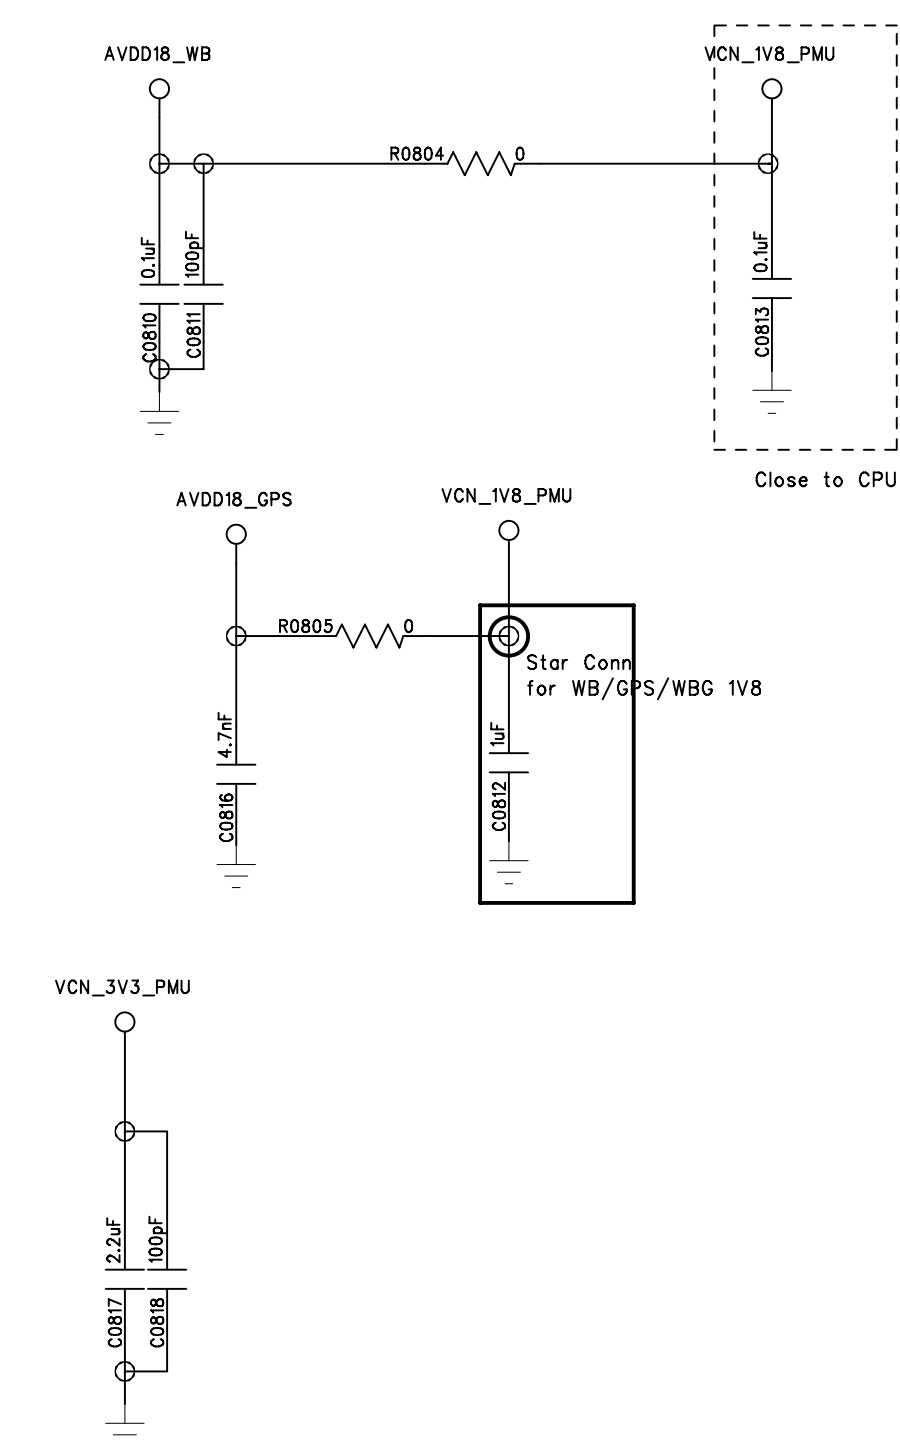 AVDD18_WB
VCN_1V8_PMU
R0804
0
0.1uF
100pF
0.1uF
C0810
C0811
C0813
Close to CPU
AVDD18_GPS
VCN_1V8_PMU
R0805
0
Star Conn
for WB/GPS/WBG 1V8
4.7nF
1uF
C0816
C0812
VCN_3V3_PMU
2.2uF
100pF
C0817
C0818